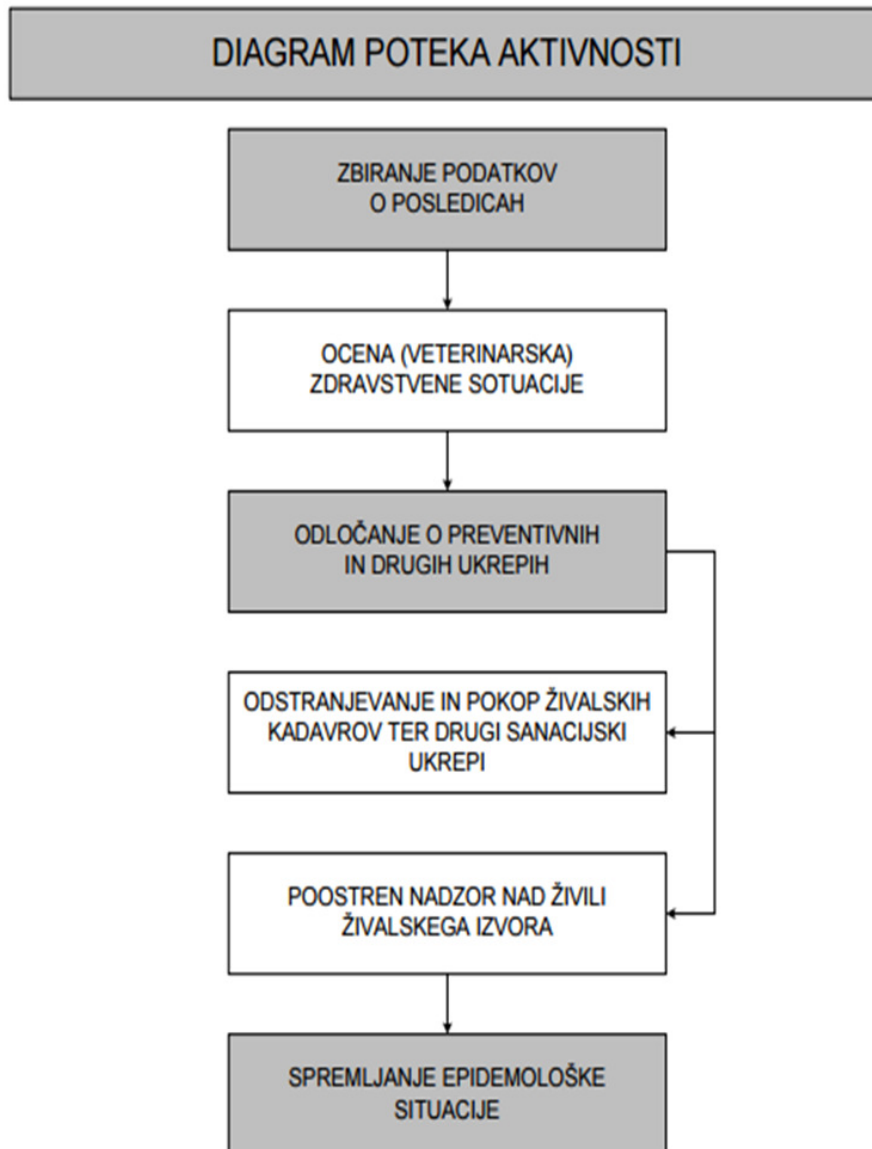 DIAGRAM POTEKA AKTIVNOSTI
ZBIRANJE PODATKOV
O POSLEDICAH
OCENA (VETERINARSKA)
ZDRAVSTVENE SOTUACIJE
ODLOČANJE O PREVENTIVNIH
IN DRUGIH UKREPIH
ODSTRANJEVANJE IN POKOP ŽIVALSKIH
KADAVROV TER DRUGI SANACIJSKI
UKREPI
POOSTREN NADZOR NAD ŽIVILI
ŽIVALSKEGA IZVORA
SPREMLJANJE EPIDEMOLOŠKE
SITUACIJE